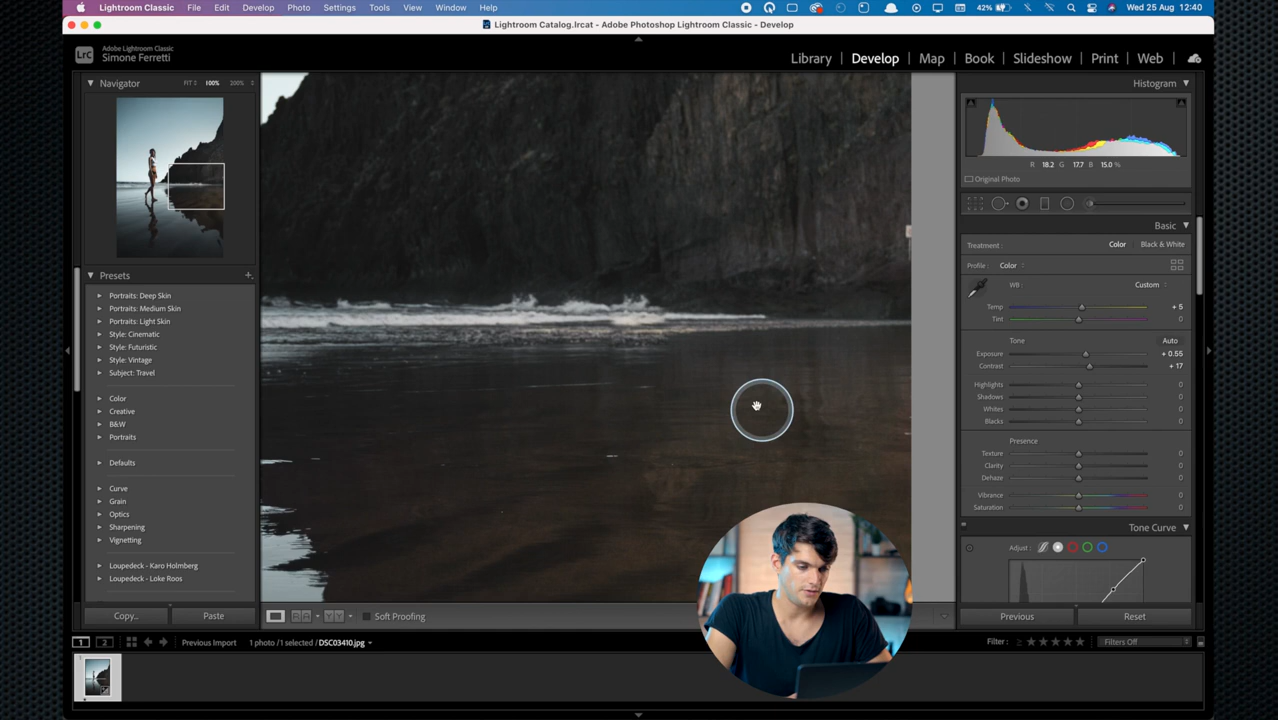 Lightroom Classic File Edit Develop Photo Settings Tools View Window Help 42% Wed 25 Aug 12:40
Lightroom Catalog.lrcat - Adobe Photoshop Lightroom Classic - Develop
LrC Adobe Lightroom Classic
Simone Ferretti
Library Develop Map Book Slideshow Print Web
Navigator FIT 100% 200%
Presets
Portraits: Deep Skin
Portraits: Medium Skin
Portraits: Light Skin
Style: Cinematic
Style: Futuristic
Style: Vintage
Subject: Travel
Color
Creative
B&W
Portraits
Defaults
Curve
Grain
Optics
Sharpening
Vignetting
Loupedeck - Karo Holmberg
Loupedeck - Loke Roos
Copy... Paste
Soft Proofing
Histogram
R 18.2 G 17.7 B 15.0 %
Original Photo
Basic
Treatment : Color Black & White
Profile : Color
WB : Custom
Temp + 5
Tint 0
Tone Auto
Exposure + 0.55
Contrast + 17
Highlights 0
Shadows 0
Whites 0
Blacks 0
Presence
Texture 0
Clarity 0
Dehaze 0
Vibrance 0
Saturation 0
Tone Curve
Adjust :
Previous Reset
1 2 Previous Import 1 photo /1 selected /DSC03410.jpg Filter : Filters Off